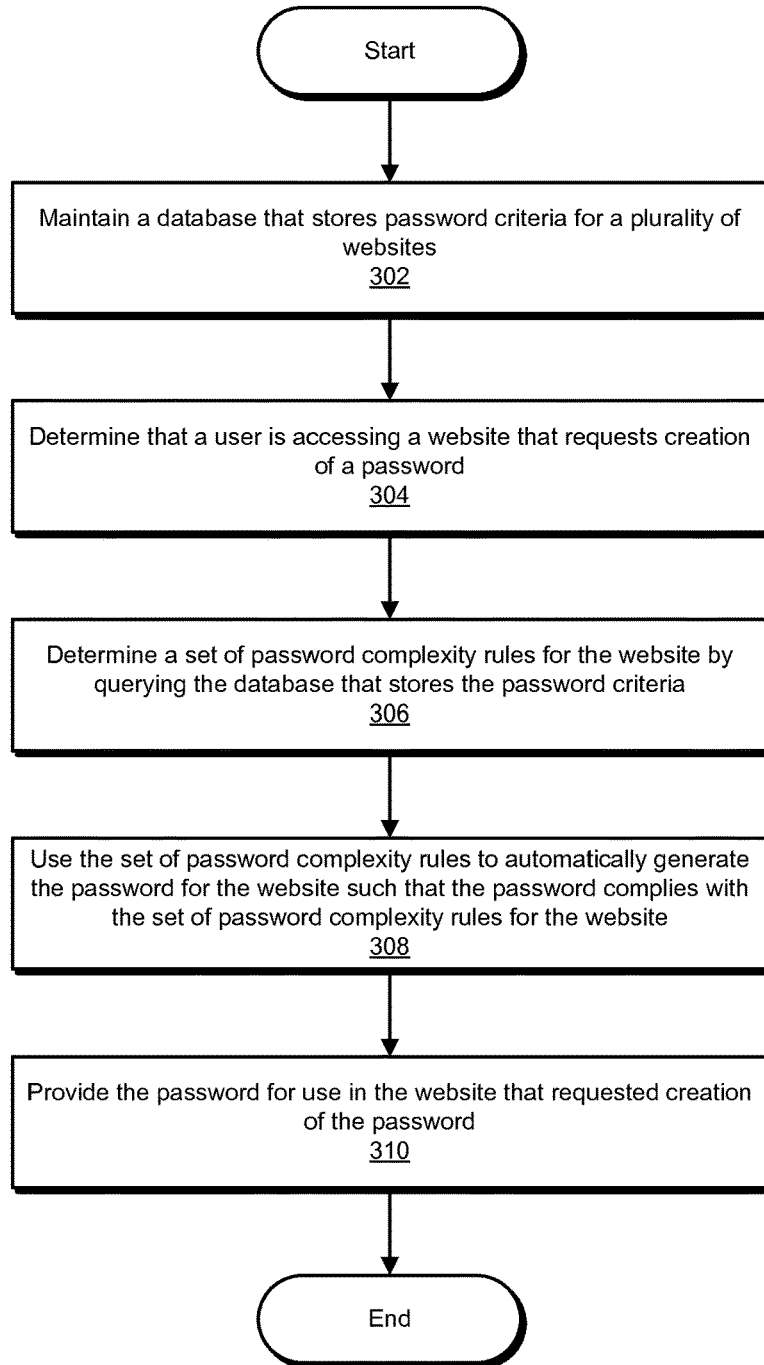 Start
Maintain a database that stores password criteria for a plurality of
websites
302
Determine that a user is accessing a website that requests creation
of a password
304
Determine a set of password complexity rules for the website by
querying the database that stores the password criteria
306
Use the set of password complexity rules to automatically generate
the password for the website such that the password complies with
the set of password complexity rules for the website
308
Provide the password for use in the website that requested creation
of the password
310
End